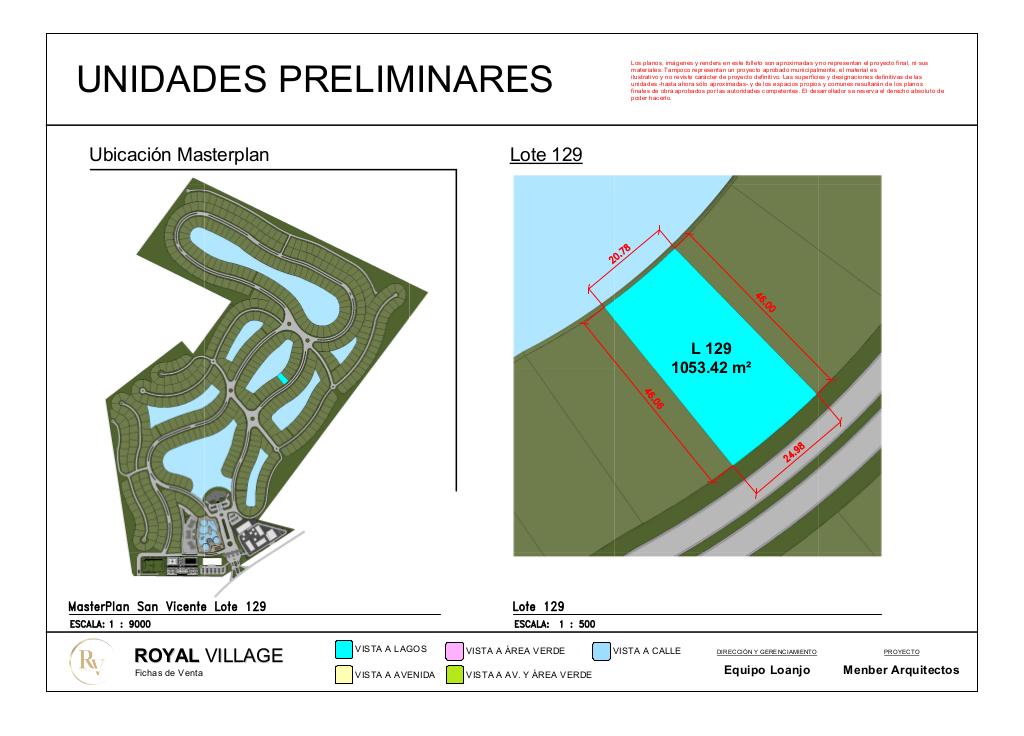 UNIDADES PRELIMINARES
Los planos, imágenes y renders en este folleto son aproximadas y no representan el proyecto final, ni sus
materiales. Tampoco representan un proyecto aprobado municipalmente, el material es
ilustrativo y no reviste carácter de proyecto definitivo. Las superficies y designaciones definitivas de las
unidades -hasta ahora sólo aproximadas- y de los espacios propios y comunes resultarán de los planos
finales de obra aprobados por las autoridades competentes. El desarrollador se reserva el derecho absoluto de
poder hacerlo.
Ubicación Masterplan
Lote 129
20.78
46.00
L 129
1053.42 m²
46.06
24.98
MasterPlan San Vicente Lote 129
ESCALA: 1 : 9000
Lote 129
ESCALA: 1 : 500
RV
ROYAL VILLAGE
Fichas de Venta
VISTA A LAGOS
VISTA A ÁREA VERDE
VISTA A CALLE
VISTA A AVENIDA
VISTA A AV. Y ÁREA VERDE
DIRECCIÓN Y GERENCIAMIENTO
Equipo Loanjo
PROYECTO
Menber Arquitectos